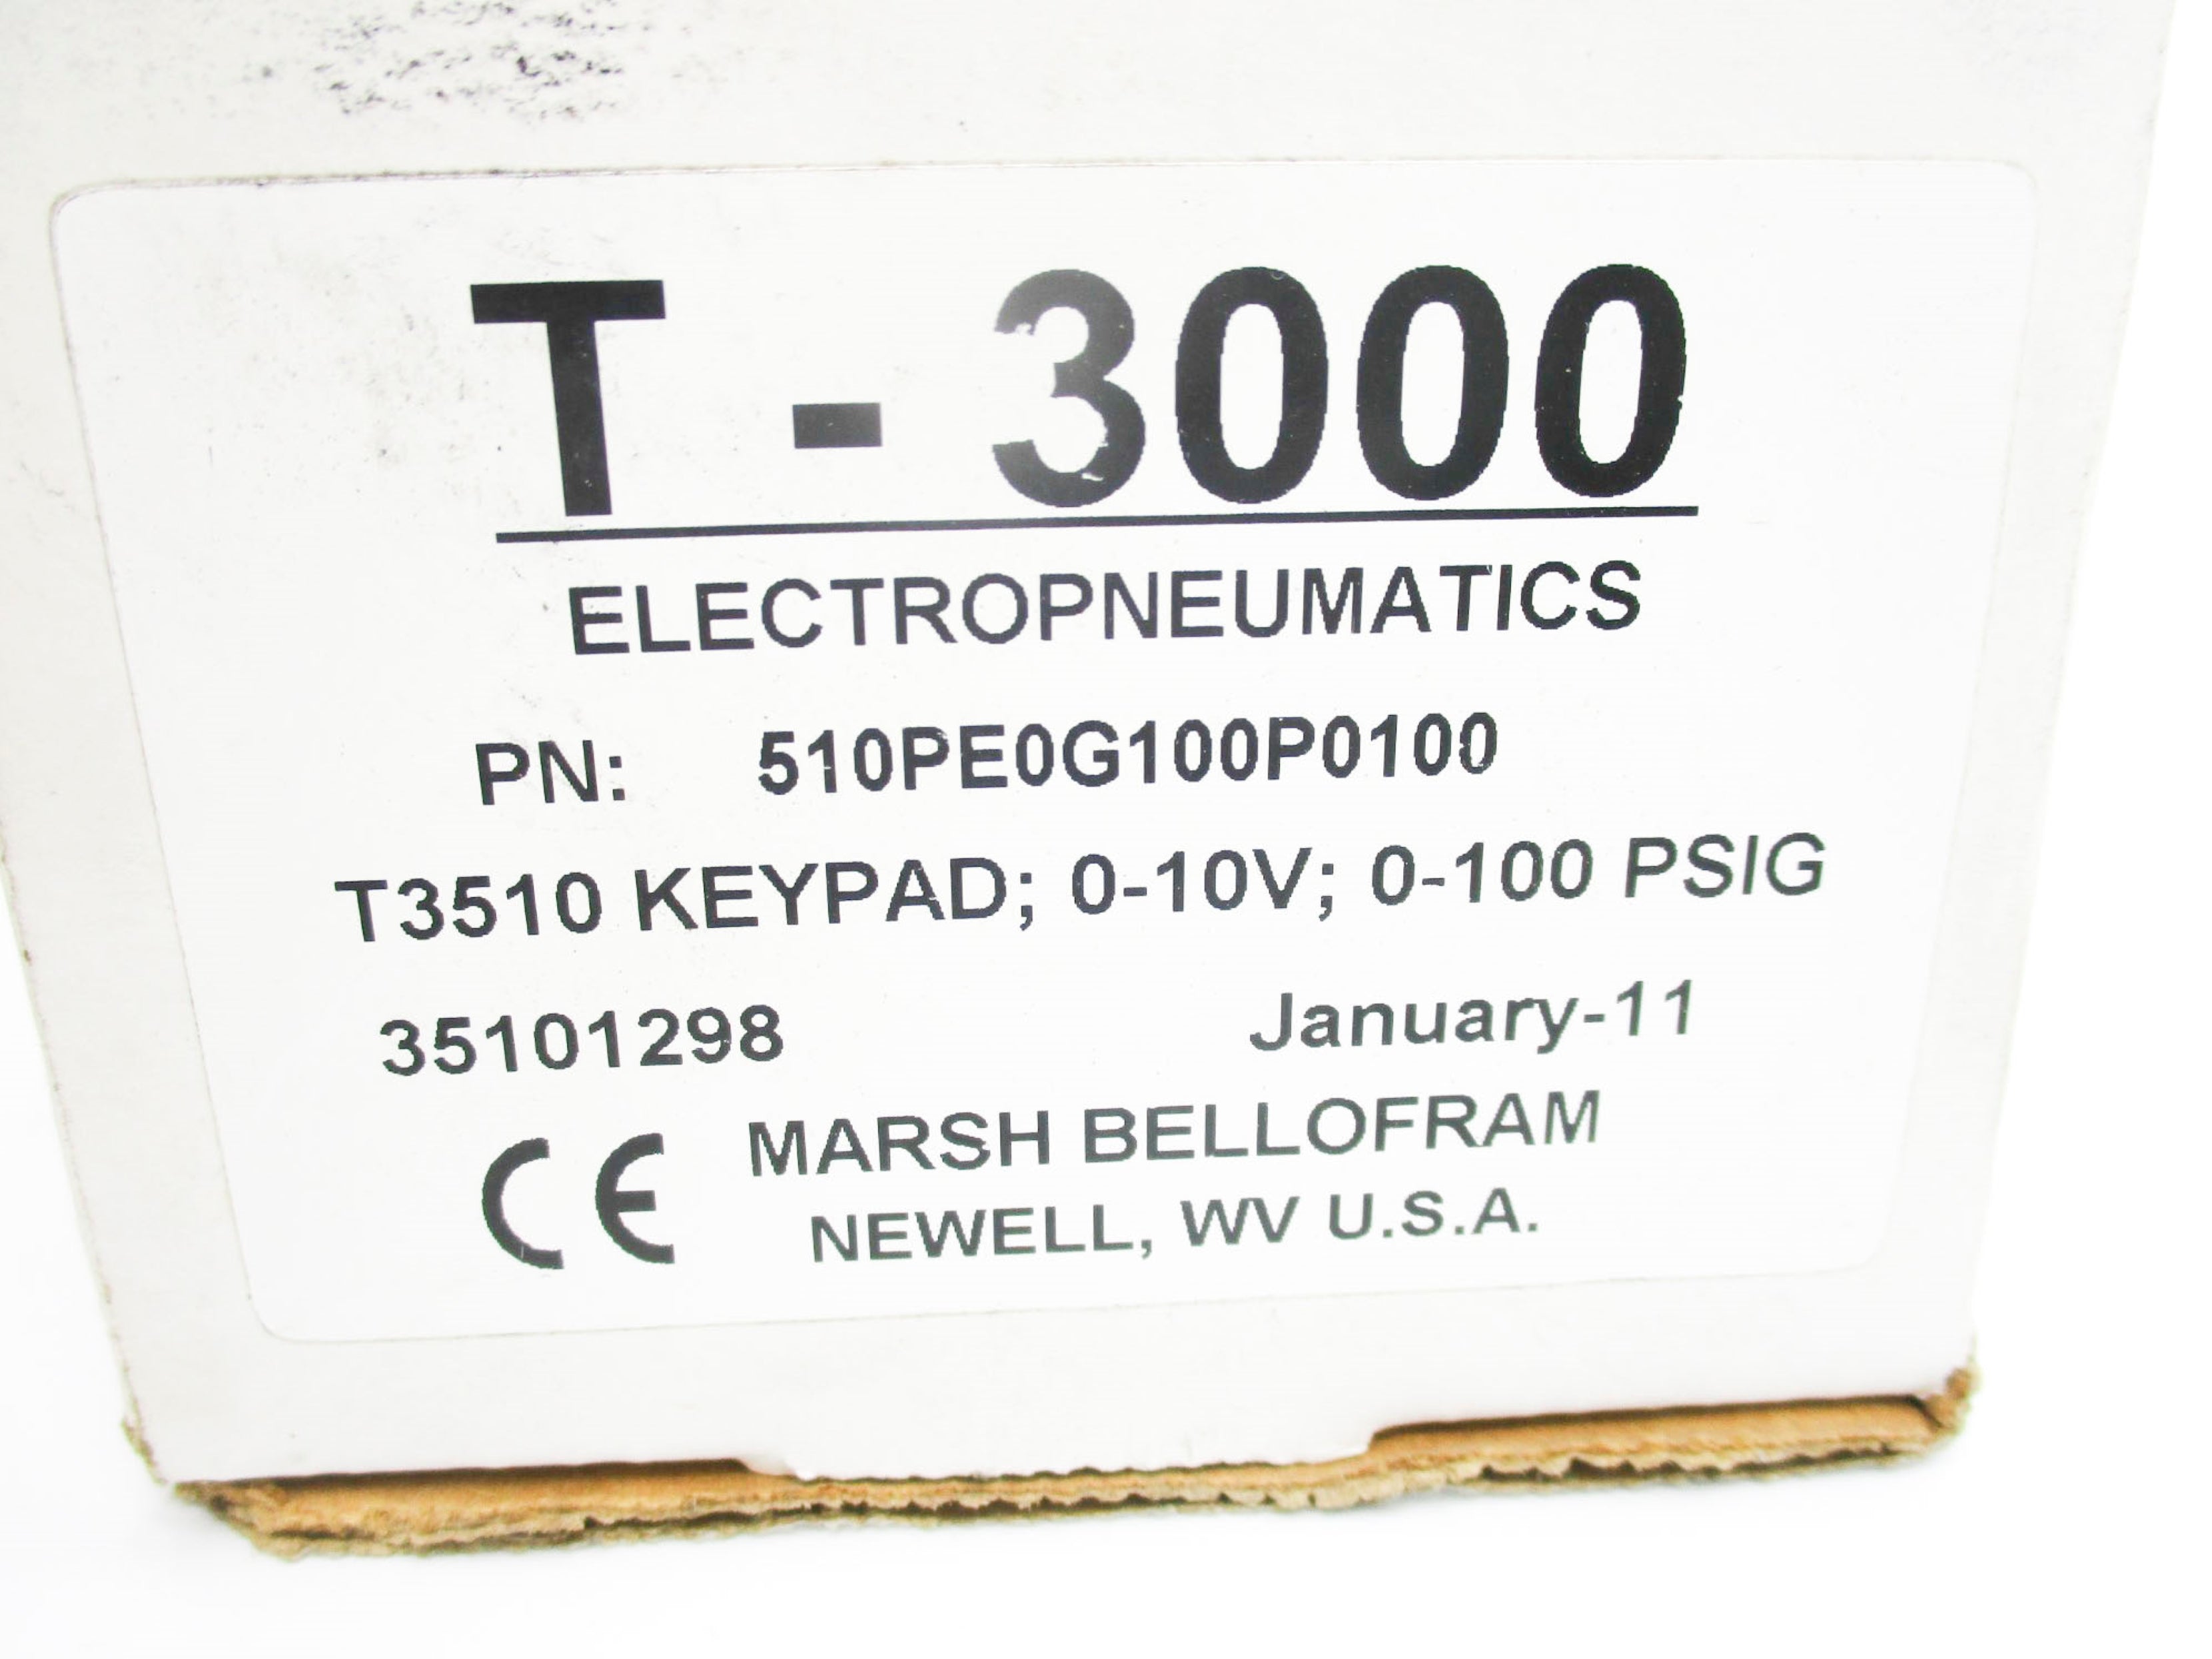 T - 3000
ELECTROPNEUMATICS
PN: 510PE0G100P0100
T3510 KEYPAD; 0-10V; 0-100 PSIG
35101298 January-11
CE MARSH BELLOFRAM
NEWELL, WV U.S.A.